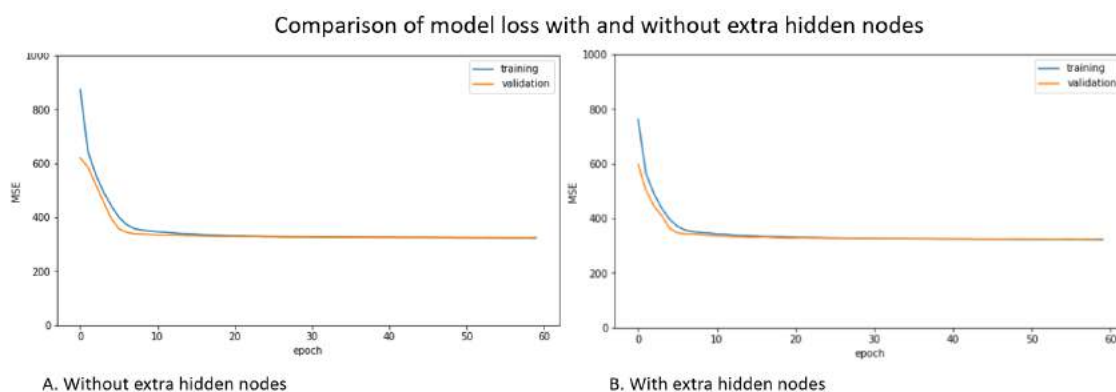 Comparison of model loss with and without extra hidden nodes
1000
800
600
400
200
0
MSE
training
validation
0 10 20 30 40 50 60
epoch
A. Without extra hidden nodes
1000
800
600
400
200
0
MSE
training
validation
0 10 20 30 40 50 60
epoch
B. With extra hidden nodes